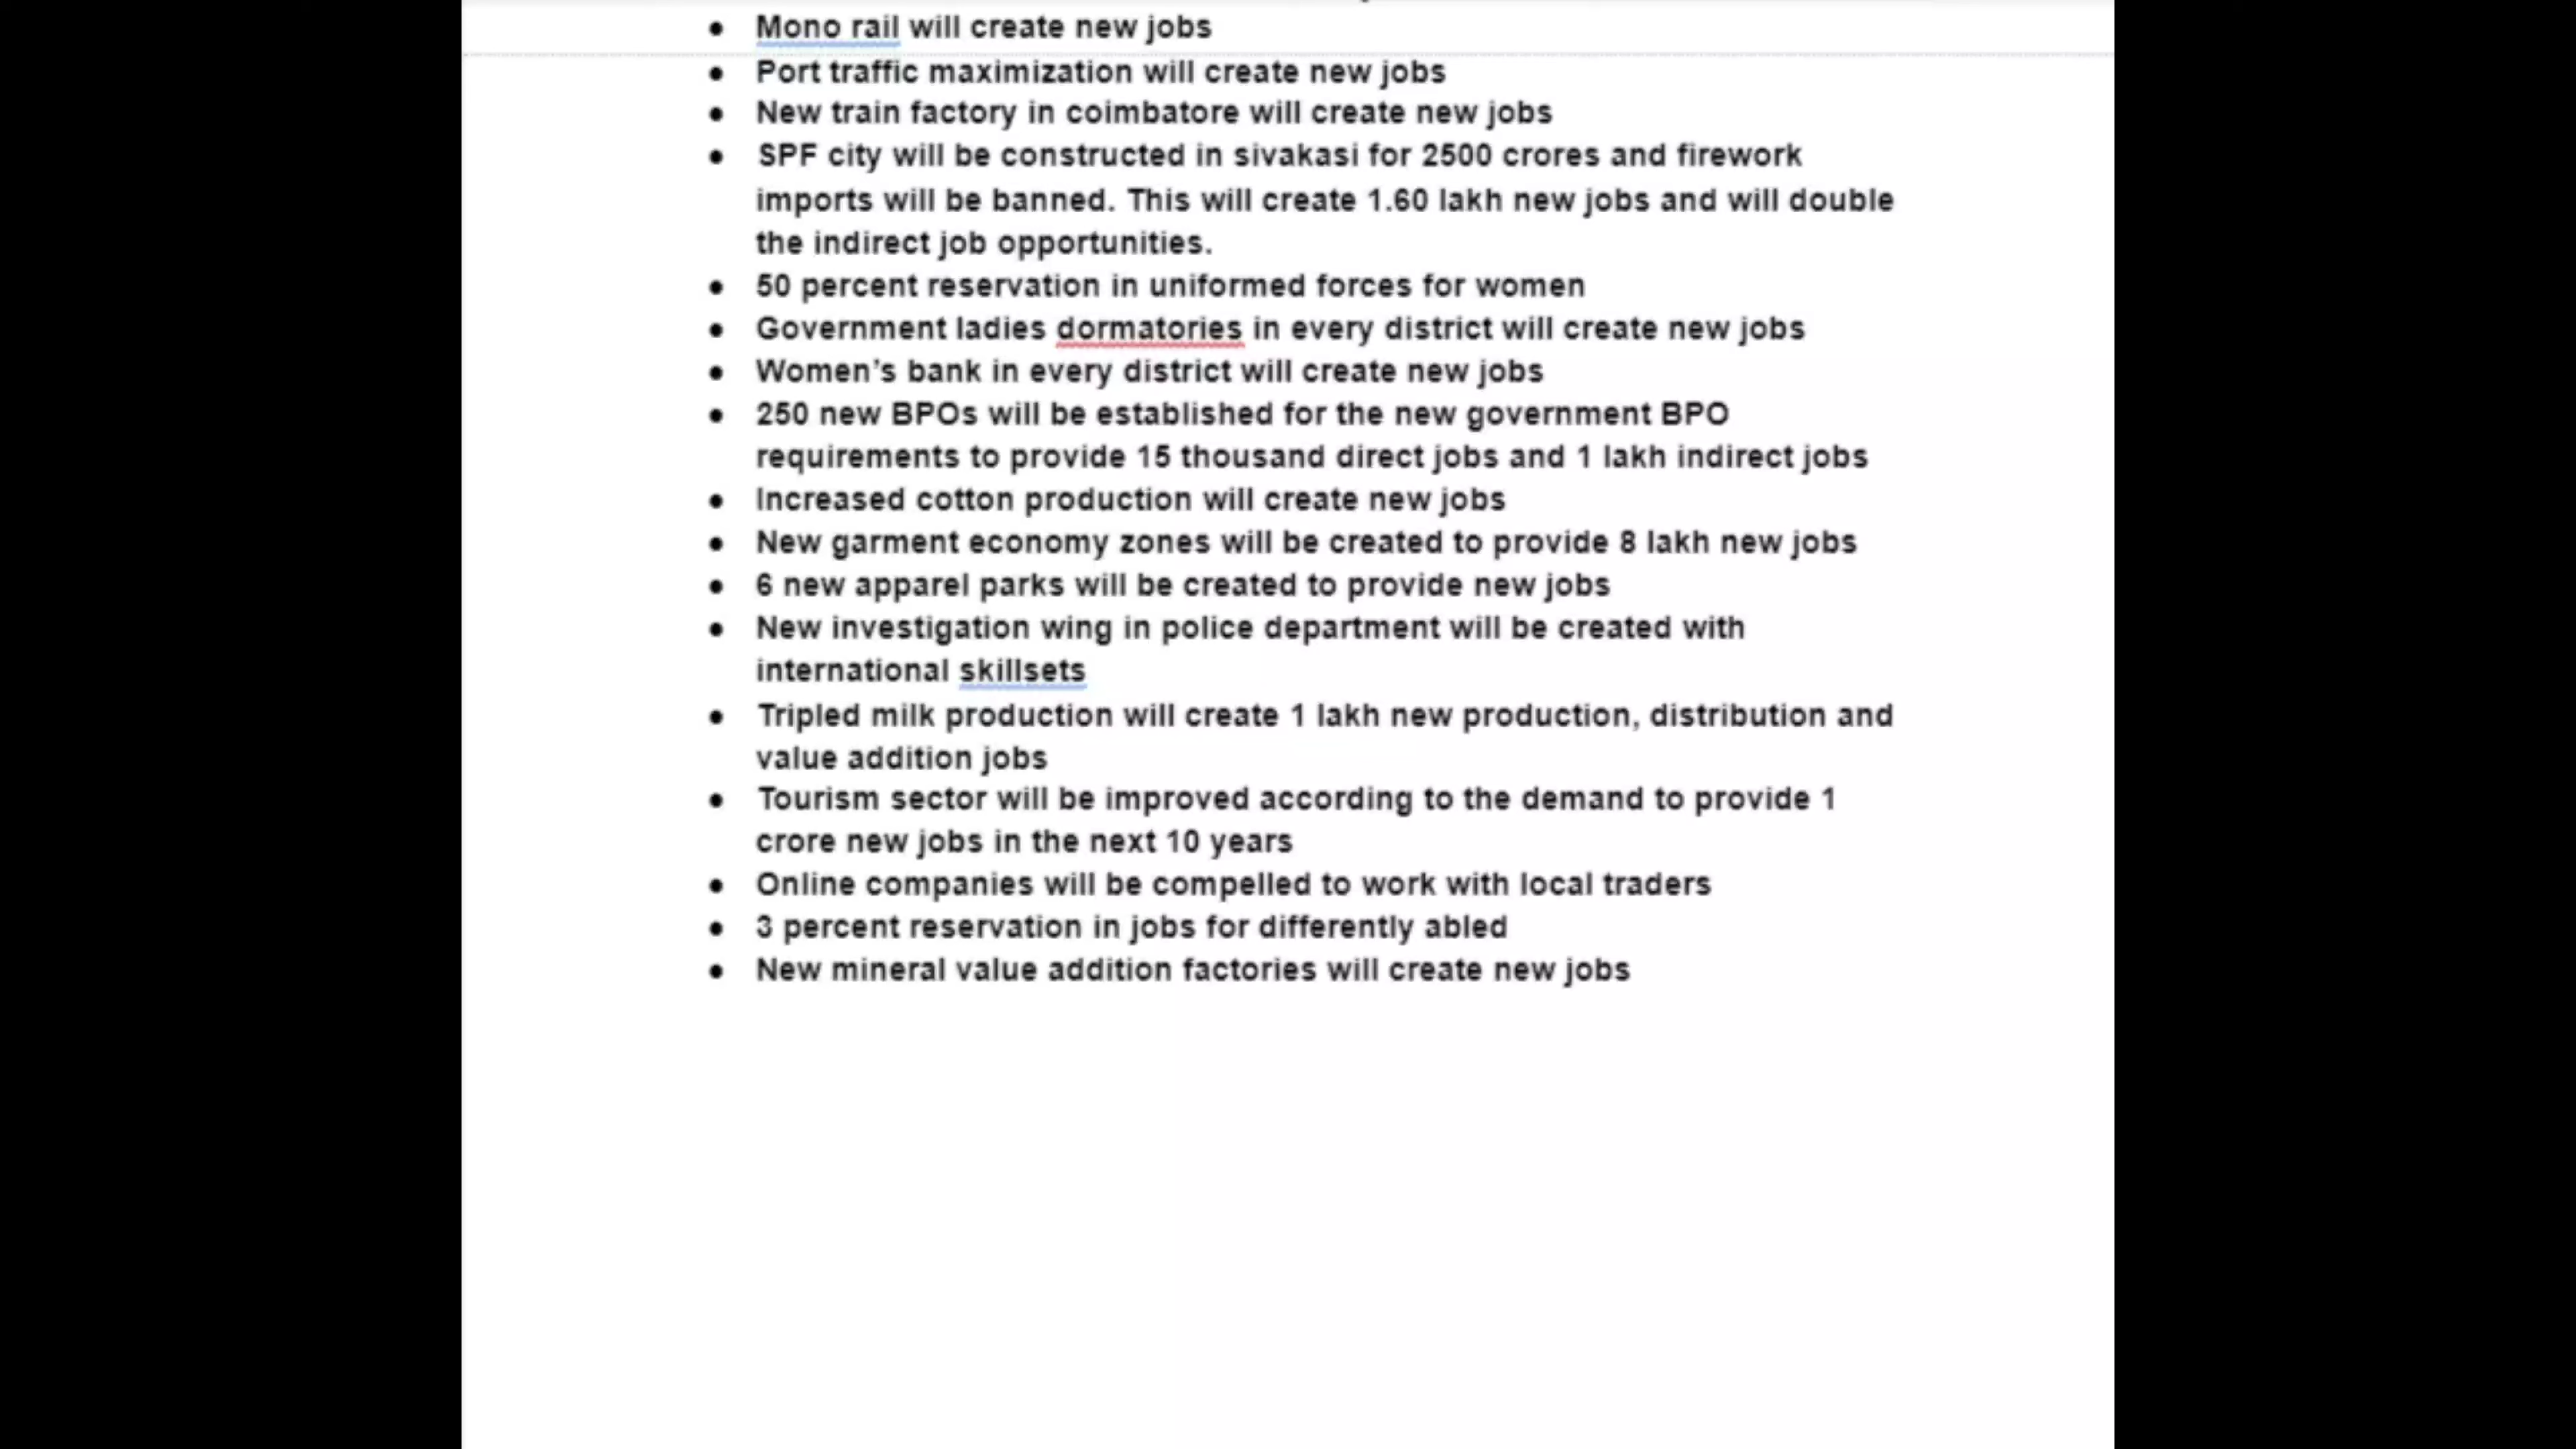 ● Mono rail will create new jobs
● Port traffic maximization will create new jobs
● New train factory in coimbatore will create new jobs
● SPF city will be constructed in sivakasi for 2500 crores and firework
imports will be banned. This will create 1.60 lakh new jobs and will double
the indirect job opportunities.
● 50 percent reservation in uniformed forces for women
● Government ladies dormatories in every district will create new jobs
● Women’s bank in every district will create new jobs
● 250 new BPOs will be established for the new government BPO
requirements to provide 15 thousand direct jobs and 1 lakh indirect jobs
● Increased cotton production will create new jobs
● New garment economy zones will be created to provide 8 lakh new jobs
● 6 new apparel parks will be created to provide new jobs
● New investigation wing in police department will be created with
international skillsets
● Tripled milk production will create 1 lakh new production, distribution and
value addition jobs
● Tourism sector will be improved according to the demand to provide 1
crore new jobs in the next 10 years
● Online companies will be compelled to work with local traders
● 3 percent reservation in jobs for differently abled
● New mineral value addition factories will create new jobs